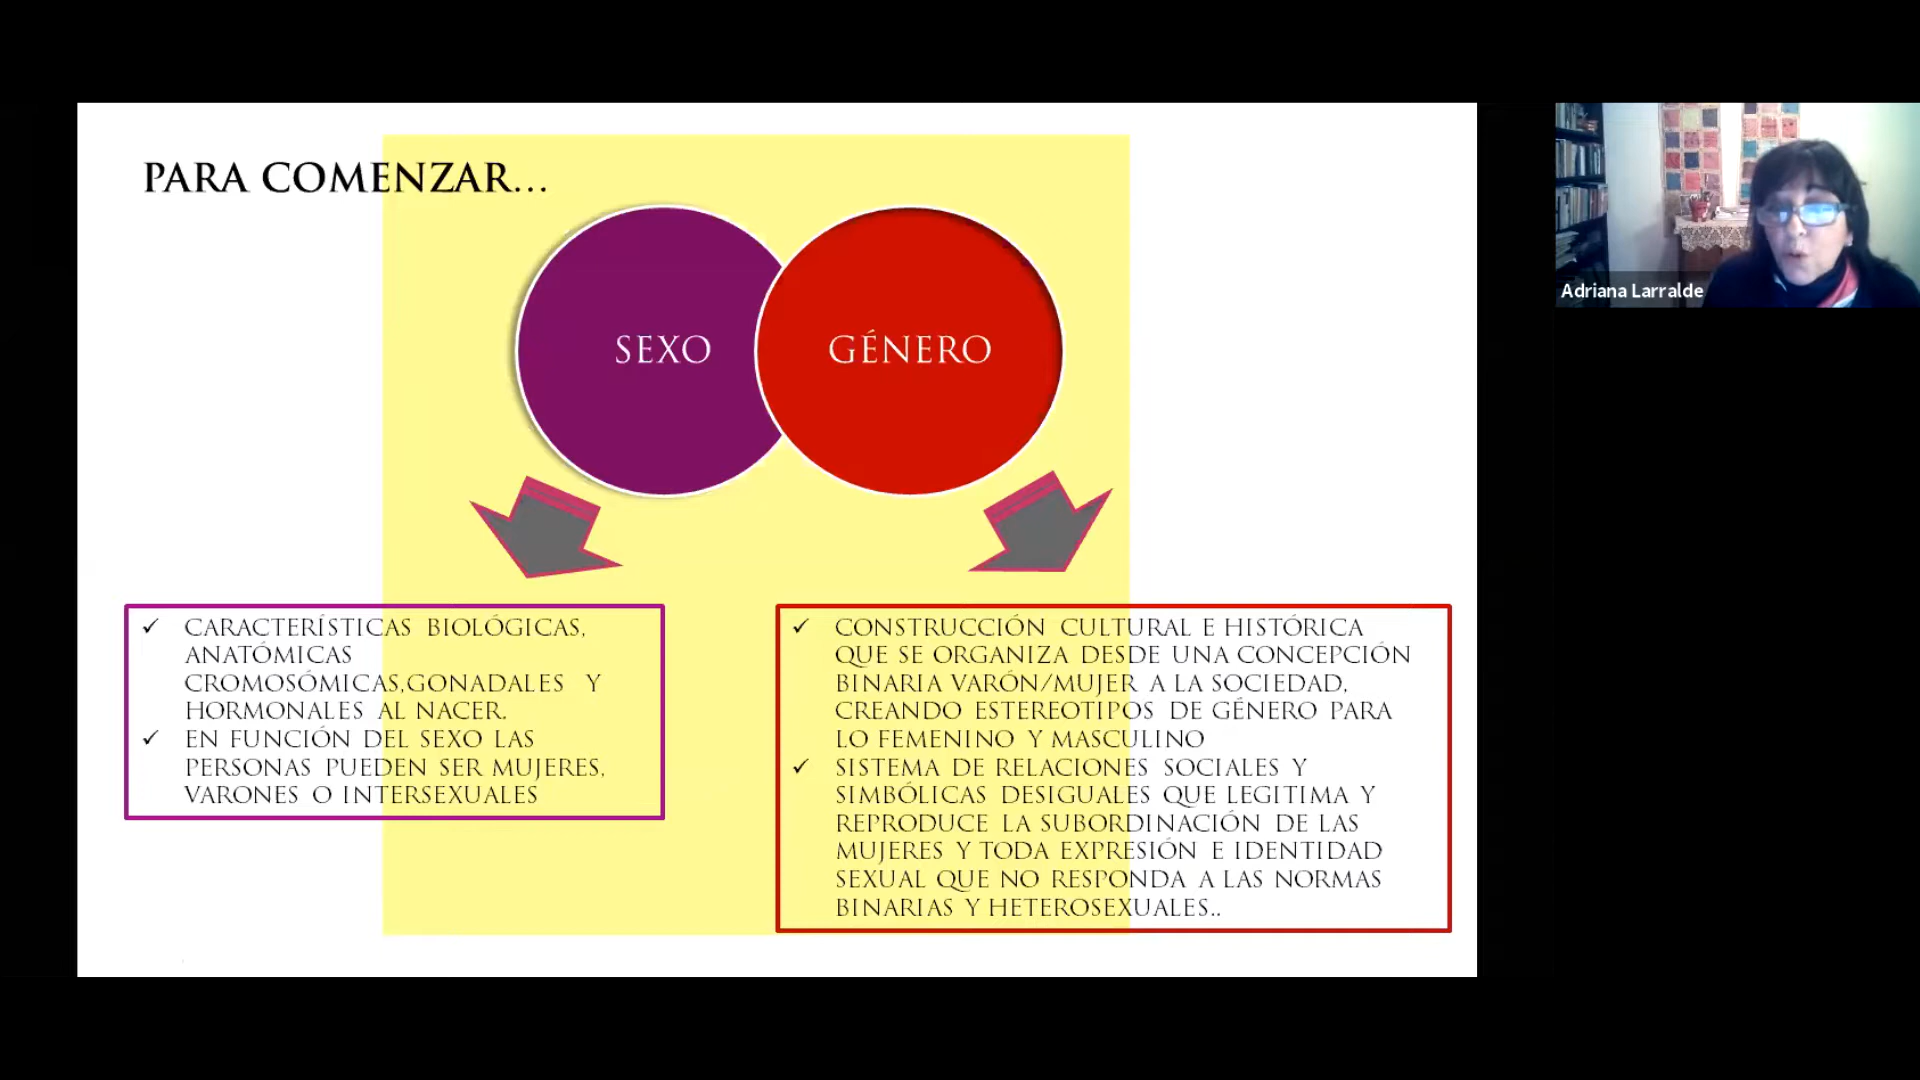 PARA COMENZAR...
SEXO
GÉNERO
CARACTERÍSTICAS BIOLÓGICAS,
ANATÓMICAS
CROMOSÓMICAS,GONADALES Y
HORMONALES AL NACER.
EN FUNCIÓN DEL SEXO LAS
PERSONAS PUEDEN SER MUJERES,
VARONES O INTERSEXUALES
CONSTRUCCIÓN CULTURAL E HISTÓRICA
QUE SE ORGANIZA DESDE UNA CONCEPCIÓN
BINARIA VARÓN/MUJER A LA SOCIEDAD,
CREANDO ESTEREOTIPOS DE GÉNERO PARA
LO FEMENINO Y MASCULINO
SISTEMA DE RELACIONES SOCIALES Y
SIMBÓLICAS DESIGUALES QUE LEGITIMA Y
REPRODUCE LA SUBORDINACIÓN DE LAS
MUJERES Y TODA EXPRESIÓN E IDENTIDAD
SEXUAL QUE NO RESPONDA A LAS NORMAS
BINARIAS Y HETEROSEXUALES..
Adriana Larralde